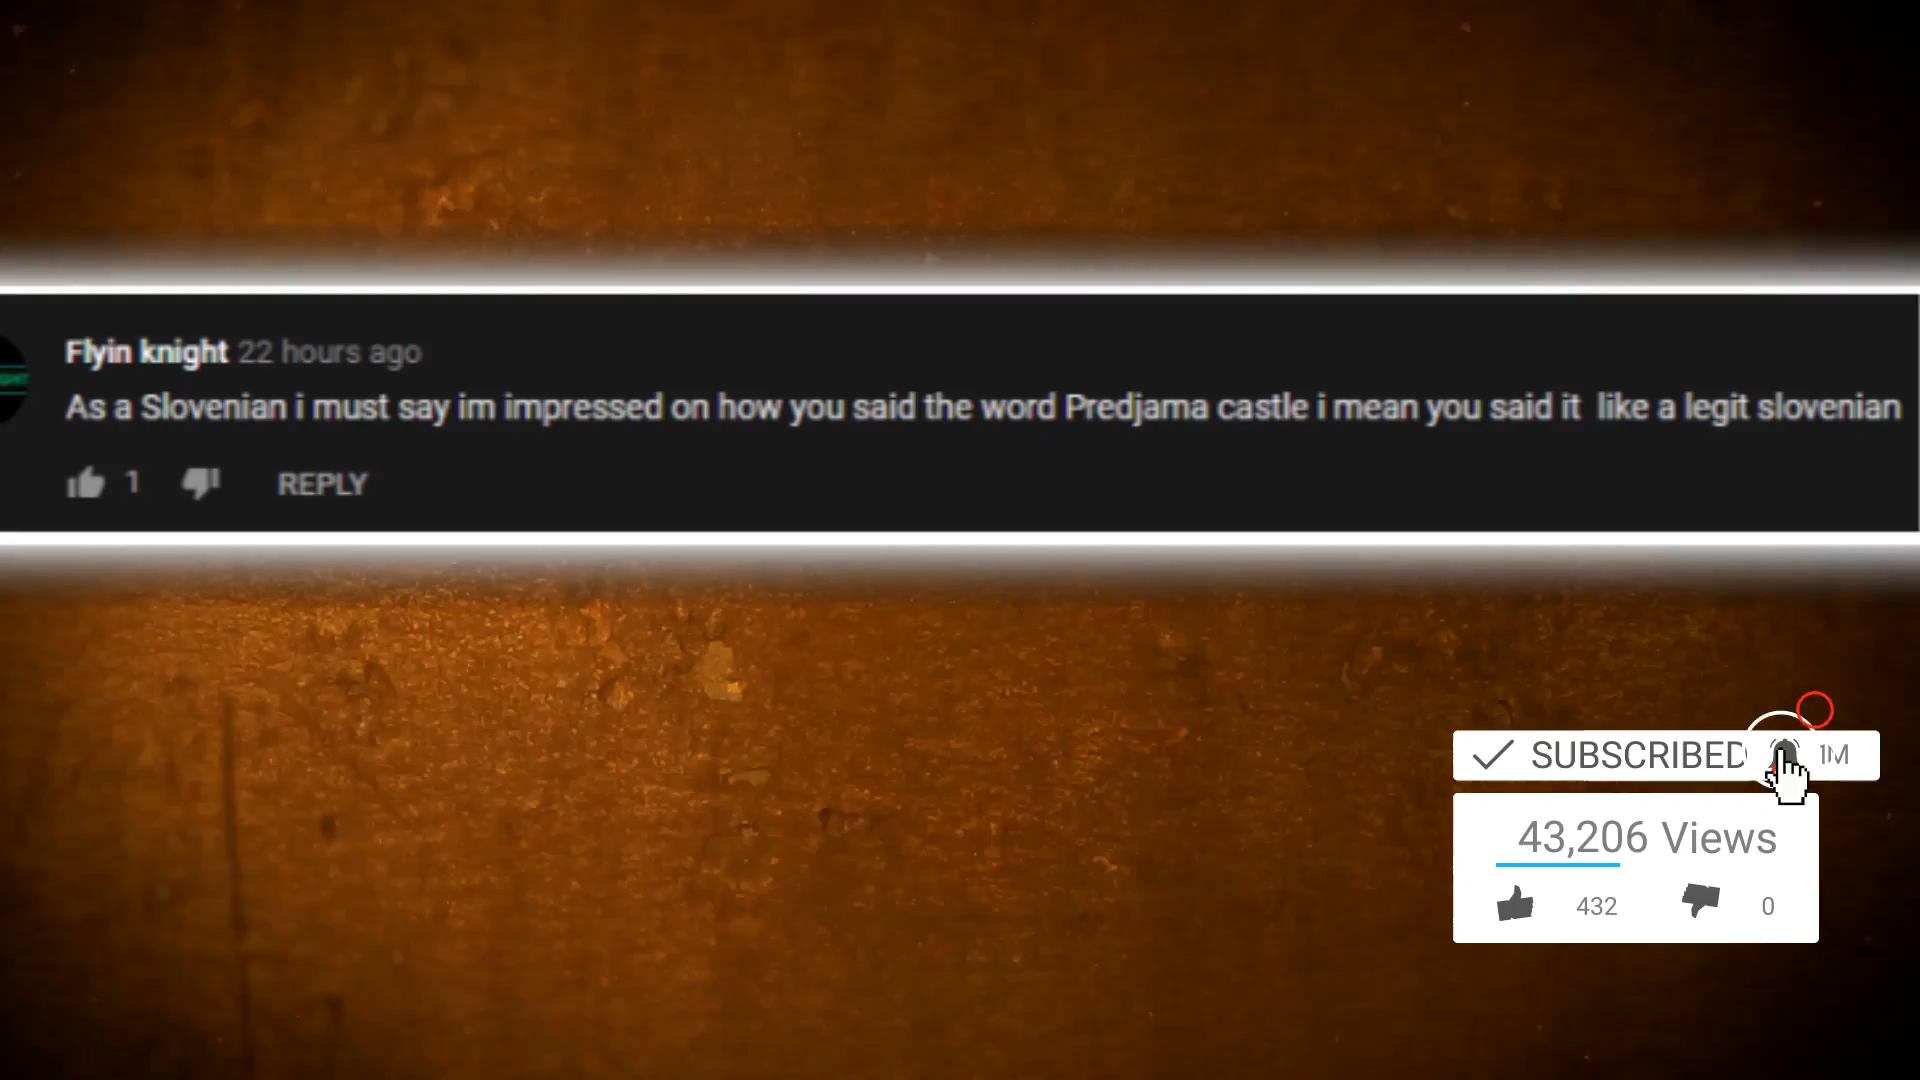 Flyin knight 22 hours ago
As a Slovenian i must say im impressed on how you said the word Predjama castle i mean you said it  like a legit slovenian
1 REPLY
SUBSCRIBED 1M
43,206 Views
432 0